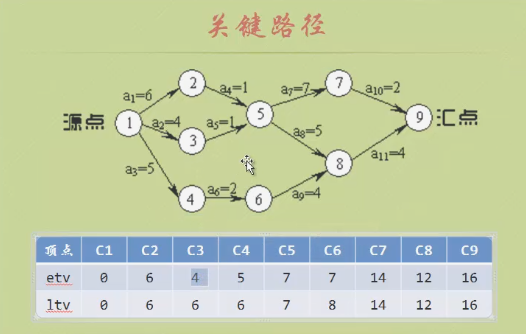 关键路径
2 a4=1 7
a1=6 a7=7 a10=2
源点 1 a2=4 a5=1 5 9 汇点
3 a8=5
a3=5 8 a11=4
4 a6=2 6 a9=4
顶点 C1 C2 C3 C4 C5 C6 C7 C8 C9
etv 0 6 4 5 7 7 14 12 16
ltv 0 6 6 6 7 8 14 12 16